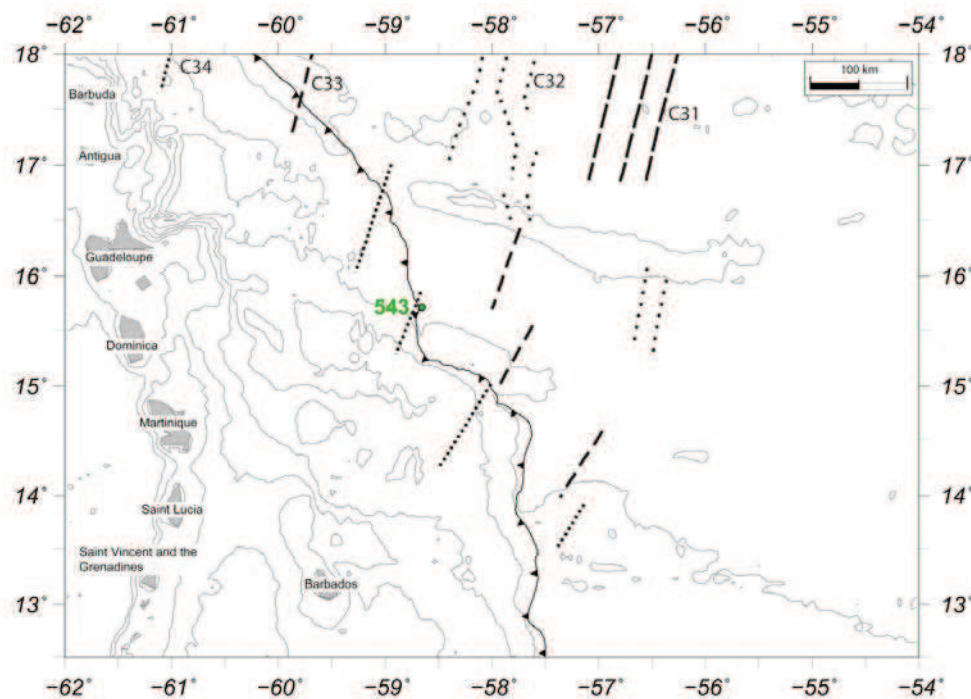 −62˚ −61˚ −60˚ −59˚ −58˚ −57˚ −56˚ −55˚ −54˚
18˚ 18˚
C34
C33
C32
C31
100 km
Barbuda
17˚ 17˚
Antigua
Guadeloupe
16˚ 16˚
543
Dominica
15˚ 15˚
Martinique
14˚ 14˚
Saint Lucia
Saint Vincent and the
Grenadines
Barbados
13˚ 13˚
−62˚ −61˚ −60˚ −59˚ −58˚ −57˚ −56˚ −55˚ −54˚